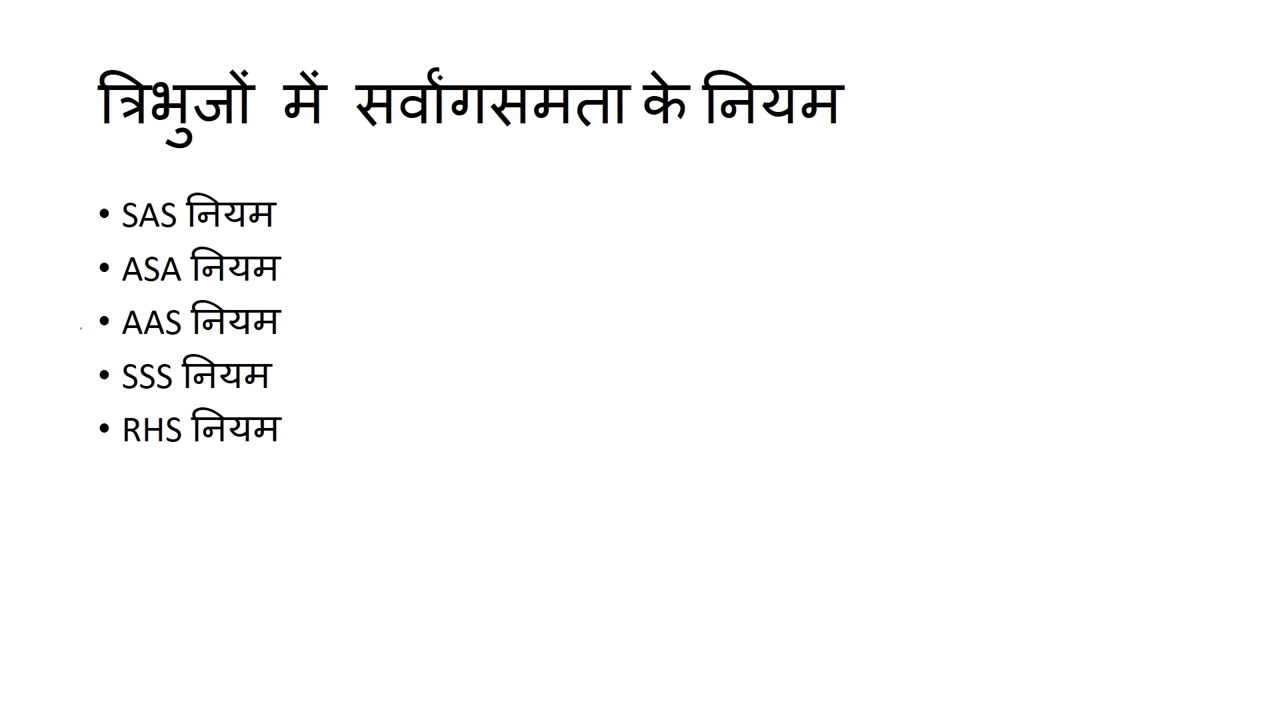 त्रिभुजों में सर्वांगसमता के नियम
• SAS नियम
• ASA नियम
• AAS नियम
• SSS नियम
• RHS नियम